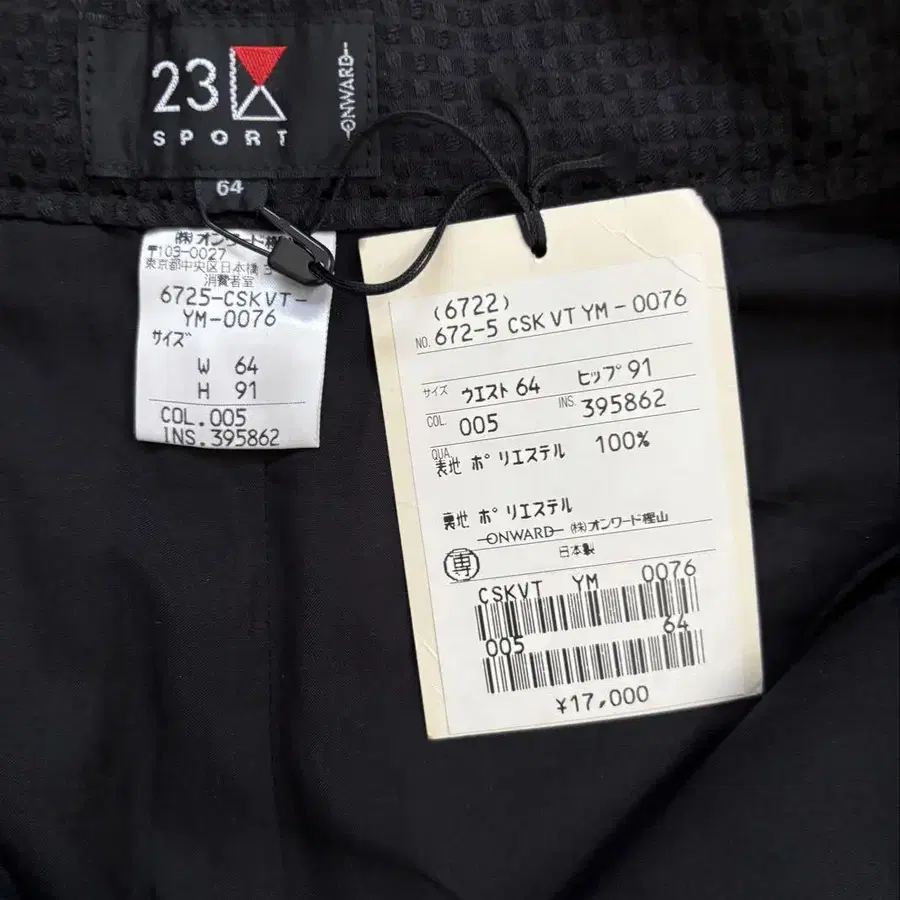 23
SPORT
ONWARD
64
(株)オンワード樫
〒103-0027
東京都中央区日本橋 3
消費者室
6725-CSKVT-
YM-0076
サイズ
W 64
H 91
COL.005
INS.395862
(6722)
NO. 672-5 CSKVT YM-0076
サイズ ウエスト 64 ヒップ 91
COL. 005 INS. 395862
QUA.
表地 ポリエステル 100%
裏地 ポリエステル
ONWARD (株)オンワード樫山
専 日本製
CSKVT YM 0076
005 64
¥17,000